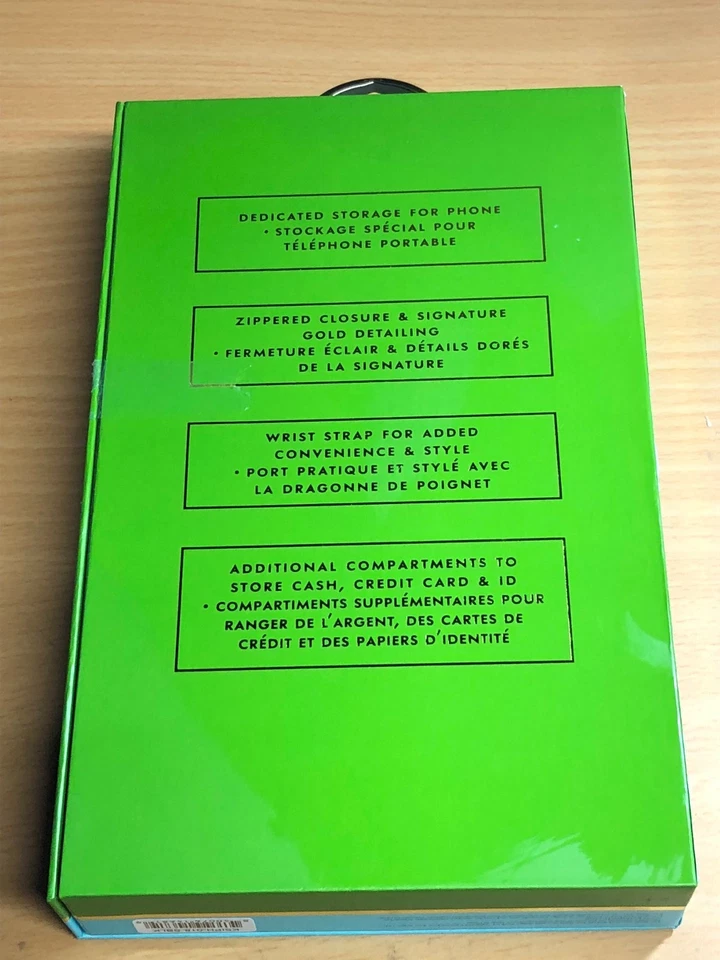 DEDICATED STORAGE FOR PHONE
• STOCKAGE SPÉCIAL POUR
TÉLÉPHONE PORTABLE
ZIPPERED CLOSURE & SIGNATURE
GOLD DETAILING
• FERMETURE ÉCLAIR & DÉTAILS DORÉS
DE LA SIGNATURE
WRIST STRAP FOR ADDED
CONVENIENCE & STYLE
• PORT PRATIQUE ET STYLÉ AVEC
LA DRAGONNE DE POIGNET
ADDITIONAL COMPARTMENTS TO
STORE CASH, CREDIT CARD & ID
• COMPARTIMENTS SUPPLÉMENTAIRES POUR
RANGER DE L'ARGENT, DES CARTES DE
CRÉDIT ET DES PAPIERS D'IDENTITÉ